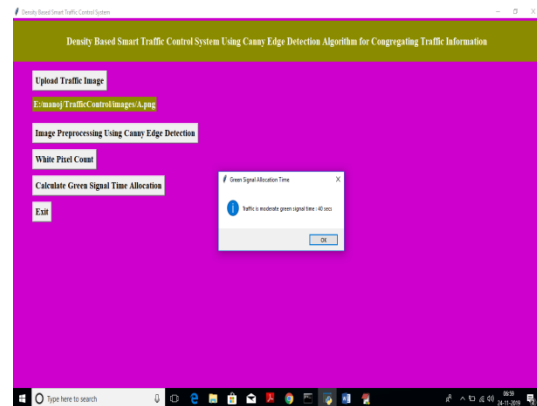 Density Based Smart Traffic Control System
Density Based Smart Traffic Control System Using Canny Edge Detection Algorithm for Congregating Traffic Information
Upload Traffic Image
E:/manoj/TrafficControl/images/A.png
Image Preprocessing Using Canny Edge Detection
White Pixel Count
Calculate Green Signal Time Allocation
Exit
Green Signal Allocation Time
Traffic is moderate green signal time : 40 secs
OK
Type here to search
06:59
24-11-2019